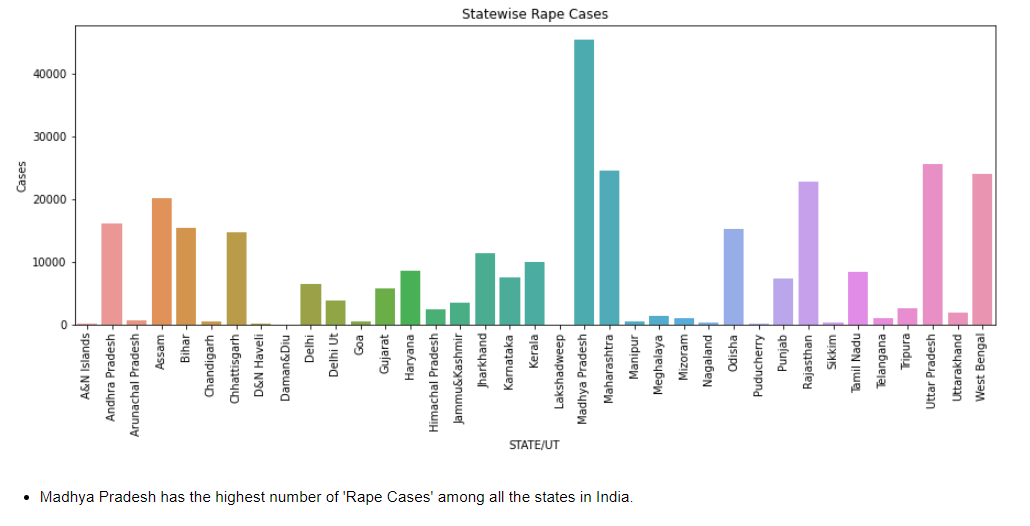 Statewise Rape Cases
40000
30000
20000
10000
0
Cases
A&N Islands
Andhra Pradesh
Arunachal Pradesh
Assam
Bihar
Chandigarh
Chhattisgarh
D&N Haveli
Daman&Diu
Delhi
Delhi Ut
Goa
Gujarat
Haryana
Himachal Pradesh
Jammu&Kashmir
Jharkhand
Karnataka
Kerala
Lakshadweep
Madhya Pradesh
Maharashtra
Manipur
Meghalaya
Mizoram
Nagaland
Odisha
Puducherry
Punjab
Rajasthan
Sikkim
Tamil Nadu
Telangana
Tripura
Uttar Pradesh
Uttarakhand
West Bengal
STATE/UT
• Madhya Pradesh has the highest number of 'Rape Cases' among all the states in India.